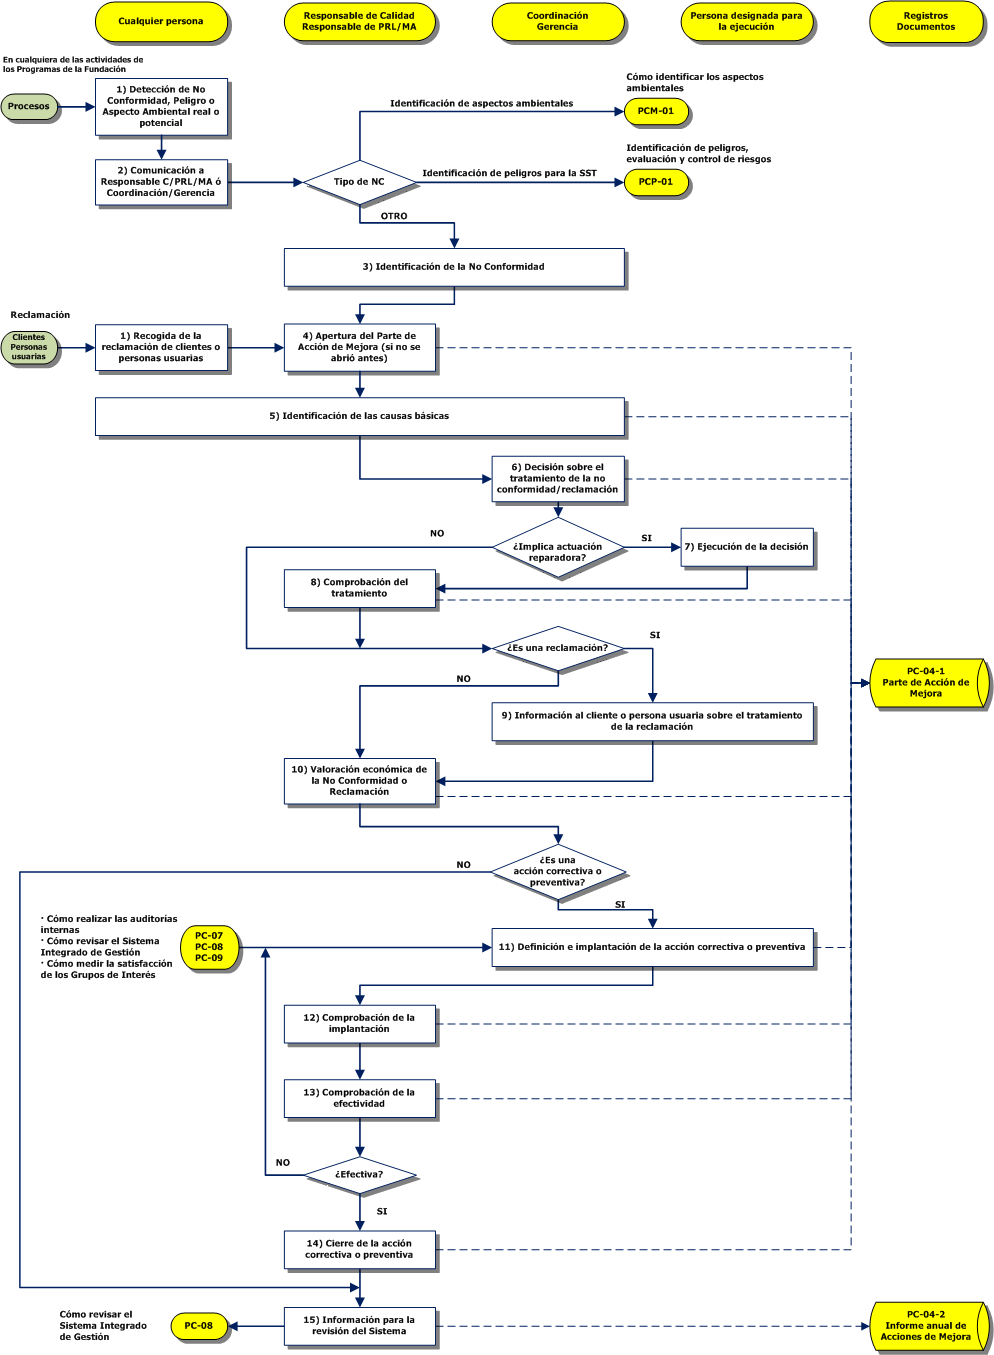 Cualquier persona
Responsable de Calidad
Responsable de PRL/MA
Coordinación
Gerencia
Persona designada para
la ejecución
Registros
Documentos
En cualquiera de las actividades de
los Programas de la Fundación
Procesos
1) Detección de No
Conformidad, Peligro o
Aspecto Ambiental real o
potencial
Identificación de aspectos ambientales
Cómo identificar los aspectos
ambientales
PCM-01
2) Comunicación a
Responsable C/PRL/MA ó
Coordinación/Gerencia
Tipo de NC
Identificación de peligros para la SST
Identificación de peligros,
evaluación y control de riesgos
PCP-01
OTRO
3) Identificación de la No Conformidad
Reclamación
Clientes
Personas
usuarias
1) Recogida de la
reclamación de clientes o
personas usuarias
4) Apertura del Parte de
Acción de Mejora (si no se
abrió antes)
5) Identificación de las causas básicas
6) Decisión sobre el
tratamiento de la no
conformidad/reclamación
NO
¿Implica actuación
reparadora?
SI
7) Ejecución de la decisión
8) Comprobación del
tratamiento
¿Es una reclamación?
SI
NO
PC-04-1
Parte de Acción de
Mejora
9) Información al cliente o persona usuaria sobre el tratamiento
de la reclamación
10) Valoración económica de
la No Conformidad o
Reclamación
NO
¿Es una
acción correctiva o
preventiva?
SI
· Cómo realizar las auditorías
internas
· Cómo revisar el Sistema
Integrado de Gestión
· Cómo medir la satisfacción
de los Grupos de Interés
PC-07
PC-08
PC-09
11) Definición e implantación de la acción correctiva o preventiva
12) Comprobación de la
implantación
13) Comprobación de la
efectividad
NO
¿Efectiva?
SI
14) Cierre de la acción
correctiva o preventiva
Cómo revisar el
Sistema Integrado
de Gestión
PC-08
15) Información para la
revisión del Sistema
PC-04-2
Informe anual de
Acciones de Mejora